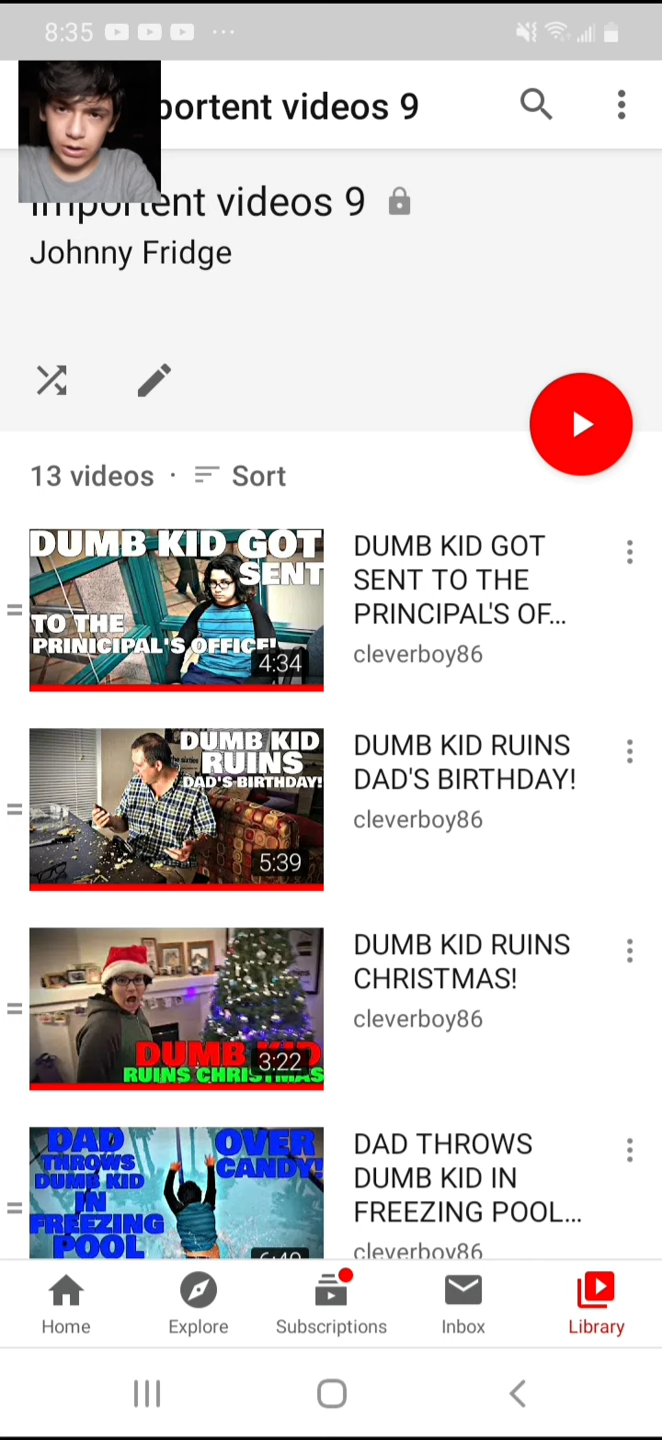 8:35
portent videos 9
Importent videos 9
Johnny Fridge
13 videos · Sort
DUMB KID GOT
SENT
TO THE
PRINICIPAL'S OFFICE!
4:34
DUMB KID GOT
SENT TO THE
PRINCIPAL'S OF...
cleverboy86
DUMB KID
RUINS
DAD'S BIRTHDAY!
5:39
DUMB KID RUINS
DAD'S BIRTHDAY!
cleverboy86
DUMB KID
RUINS CHRISTMAS
3:22
DUMB KID RUINS
CHRISTMAS!
cleverboy86
DAD
THROWS
DUMB KID
IN
FREEZING
POOL
OVER
CANDY!
DAD THROWS
DUMB KID IN
FREEZING POOL...
cleverboy86
Home
Explore
Subscriptions
Inbox
Library